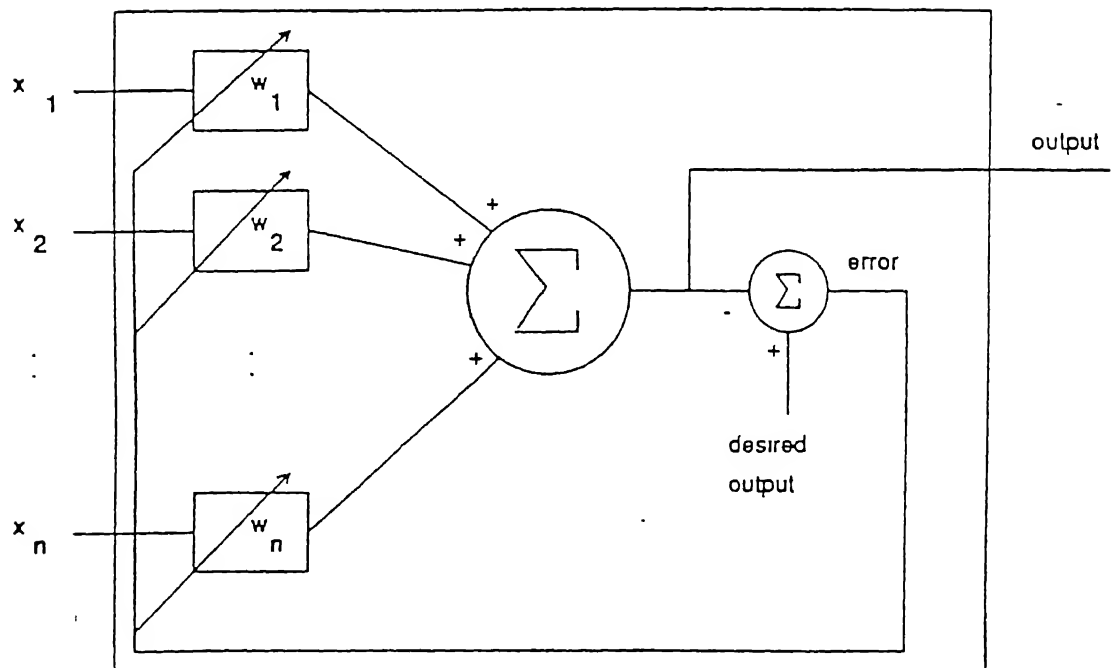 x 1
w 1
+
output
x 2
w 2
+
Σ
error
Σ
-
+
+
:
:
desired
output
x n
w n